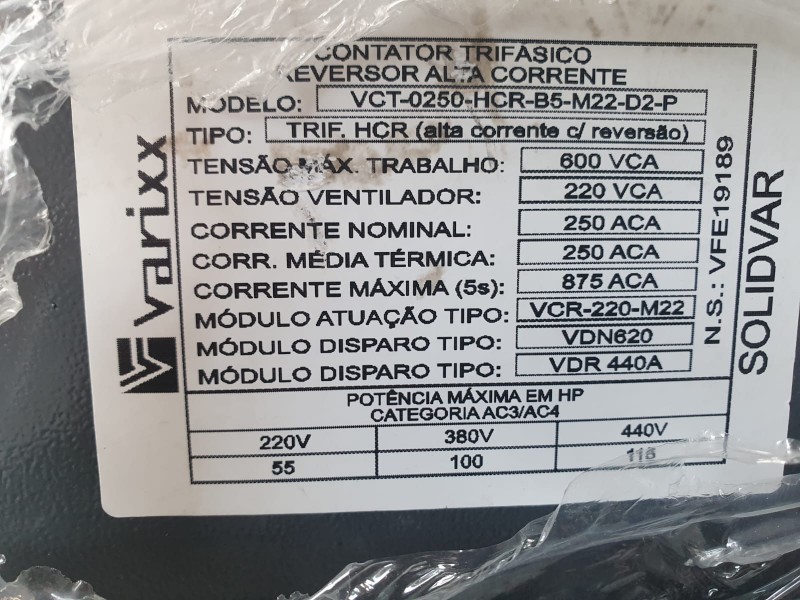 CONTATOR TRIFÁSICO
REVERSOR ALTA CORRENTE
MODELO: VCT-0250-HCR-B5-M22-D2-P
TIPO: TRIF. HCR (alta corrente c/ reversão)
TENSÃO MÁX. TRABALHO: 600 VCA
TENSÃO VENTILADOR: 220 VCA
CORRENTE NOMINAL: 250 ACA
CORR. MÉDIA TÉRMICA: 250 ACA
CORRENTE MÁXIMA (5s): 875 ACA
MÓDULO ATUAÇÃO TIPO: VCR-220-M22
MÓDULO DISPARO TIPO: VDN620
MÓDULO DISPARO TIPO: VDR 440A
POTÊNCIA MÁXIMA EM HP
CATEGORIA AC3/AC4
220V 380V 440V
55 100
varixx
N.S.: VFE19189
SOLIDVAR